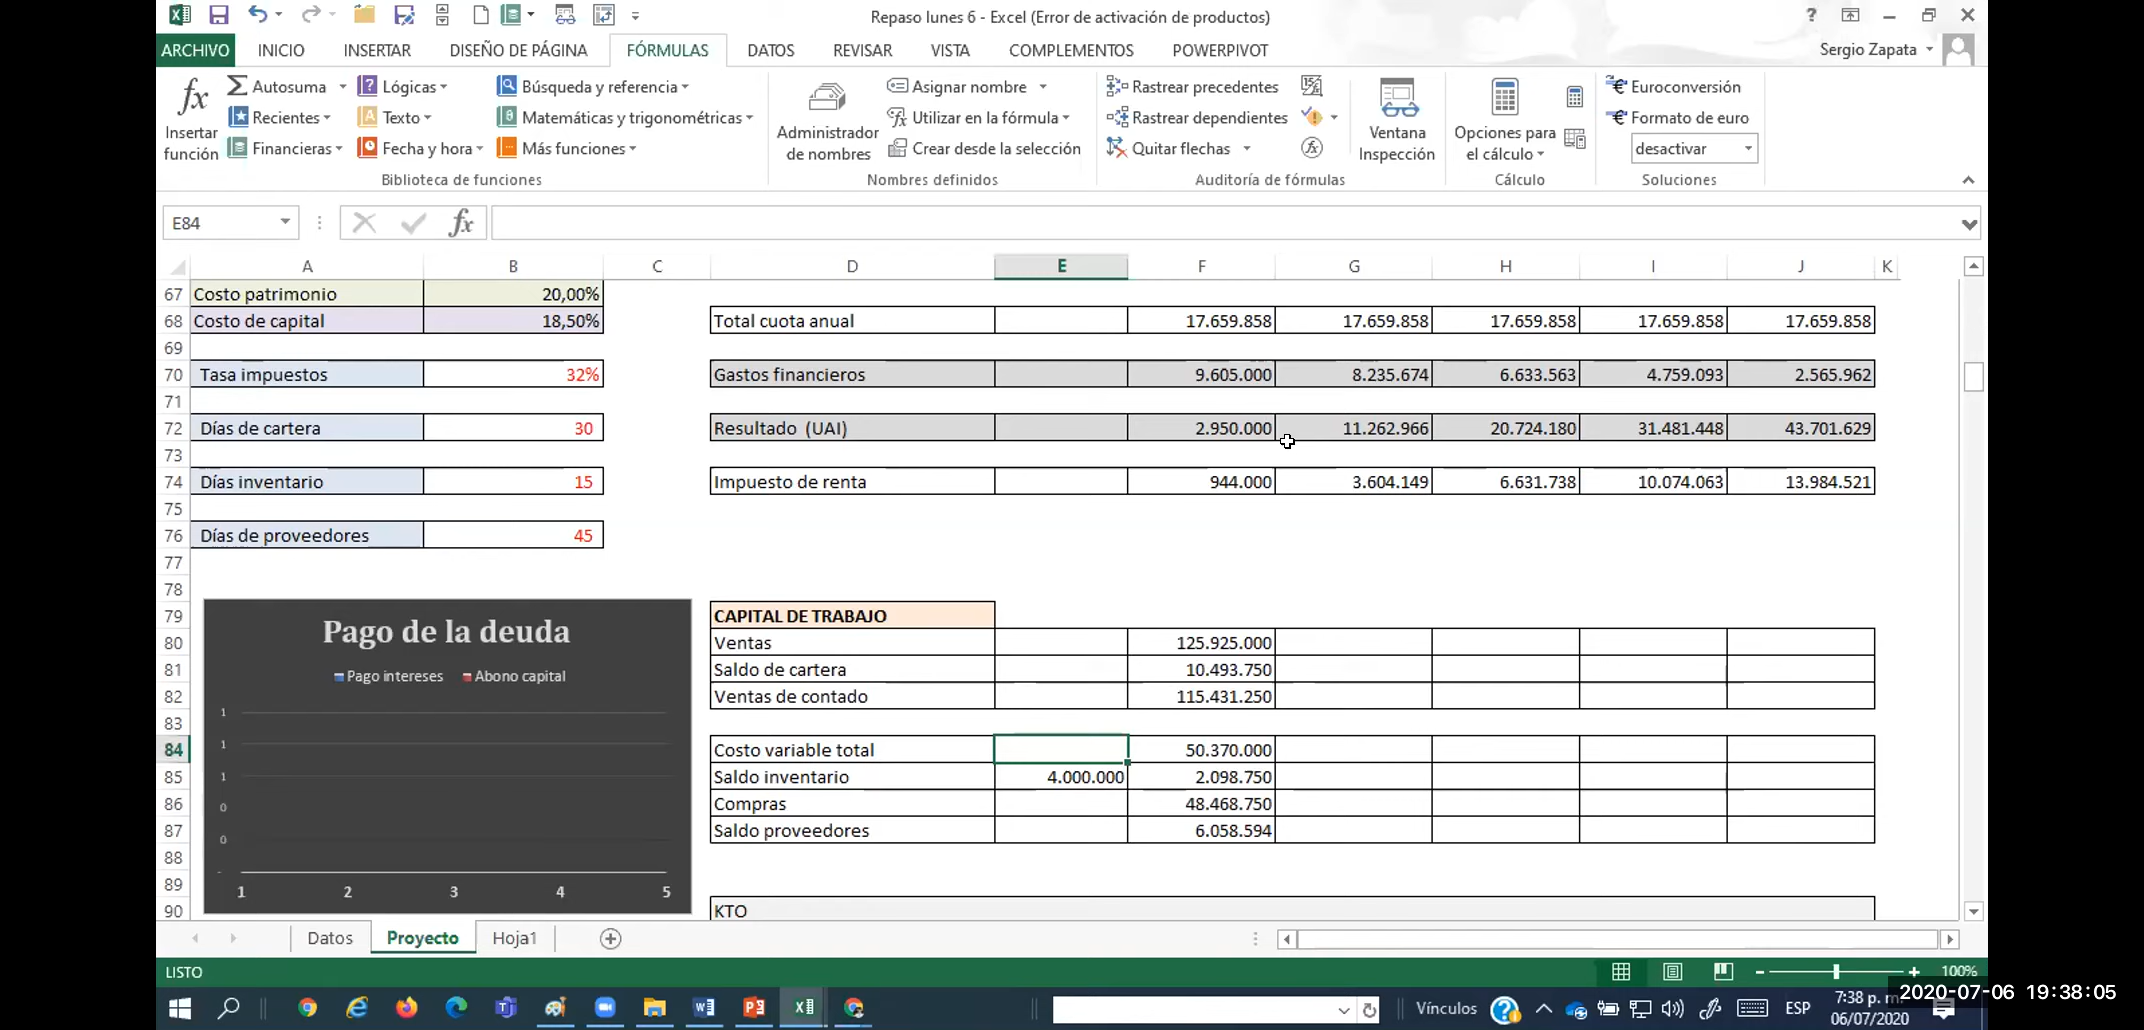 Repaso lunes 6 - Excel (Error de activación de productos)
ARCHIVO INICIO INSERTAR DISEÑO DE PÁGINA FÓRMULAS DATOS REVISAR VISTA COMPLEMENTOS POWERPIVOT Sergio Zapata
Autosuma Lógicas Búsqueda y referencia Asignar nombre Rastrear precedentes Euroconversión
Recientes Texto Matemáticas y trigonométricas Utilizar en la fórmula Rastrear dependientes Formato de euro
Financieras Fecha y hora Más funciones Crear desde la selección Quitar flechas desactivar
Insertar función
Administrador de nombres
Ventana Inspección
Opciones para el cálculo
Biblioteca de funciones Nombres definidos Auditoría de fórmulas Cálculo Soluciones
E84 fx
A B C D E F G H I J K
67 Costo patrimonio 20,00%
68 Costo de capital 18,50% Total cuota anual 17.659.858 17.659.858 17.659.858 17.659.858 17.659.858
69
70 Tasa impuestos 32% Gastos financieros 9.605.000 8.235.674 6.633.563 4.759.093 2.565.962
71
72 Días de cartera 30 Resultado (UAI) 2.950.000 11.262.966 20.724.180 31.481.448 43.701.629
73
74 Días inventario 15 Impuesto de renta 944.000 3.604.149 6.631.738 10.074.063 13.984.521
75
76 Días de proveedores 45
77
78
79 CAPITAL DE TRABAJO
80 Ventas 125.925.000
81 Saldo de cartera 10.493.750
82 Ventas de contado 115.431.250
83
84 Costo variable total 50.370.000
85 Saldo inventario 4.000.000 2.098.750
86 Compras 48.468.750
87 Saldo proveedores 6.058.594
88
89
90 KTO
Pago de la deuda
Pago intereses Abono capital
1
1
1
0
0
-
1 2 3 4 5
Datos Proyecto Hoja1
LISTO 100%
Vínculos ESP 7:38 p. m
06/07/2020
2020-07-06 19:38:05